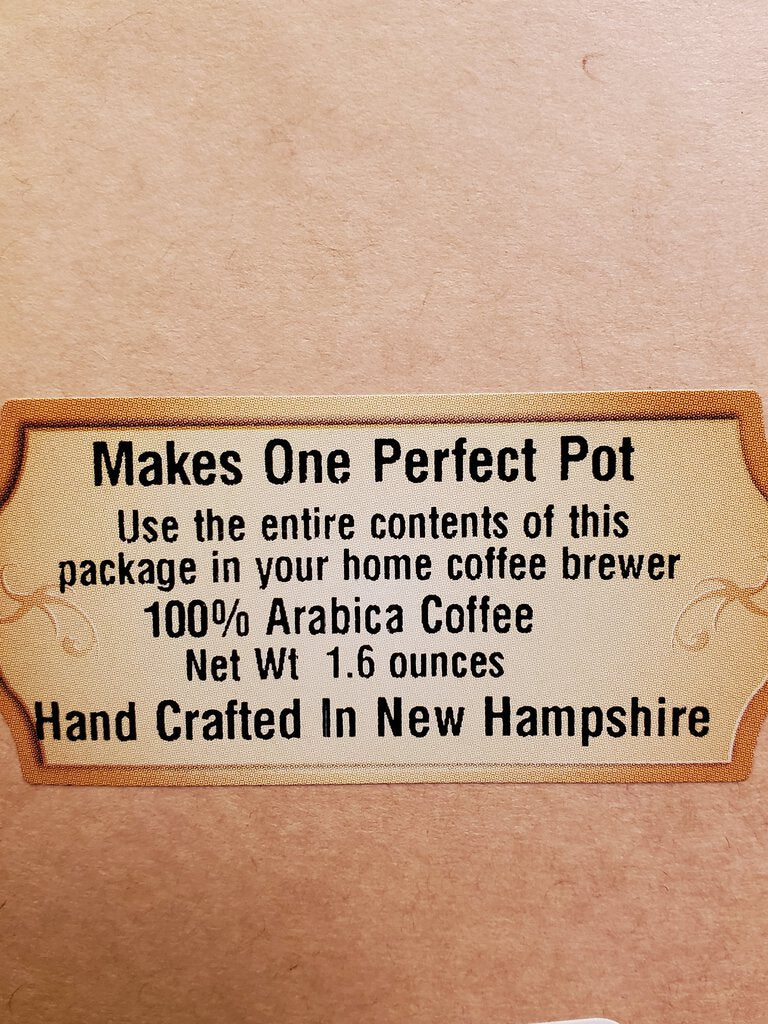 Makes One Perfect Pot
Use the entire contents of this
package in your home coffee brewer
100% Arabica Coffee
Net Wt 1.6 ounces
Hand Crafted In New Hampshire